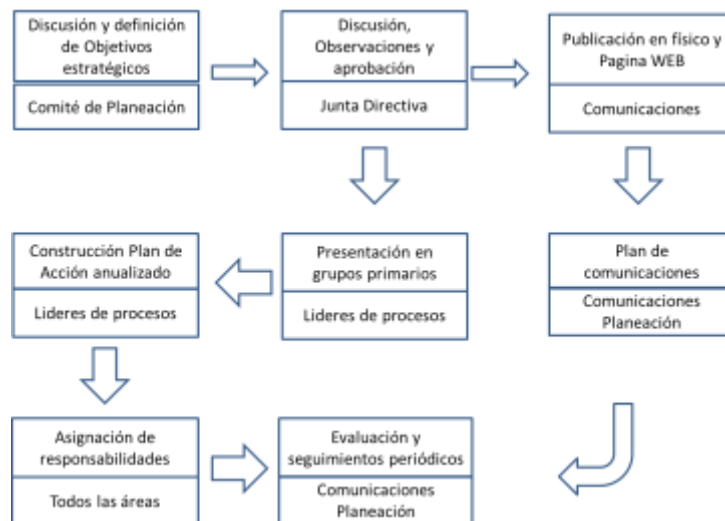 Discusión y definición
de Objetivos
estratégicos
Comité de Planeación
Discusión,
Observaciones y
aprobación
Junta Directiva
Publicación en físico y
Pagina WEB
Comunicaciones
Construcción Plan de
Acción anualizado
Lideres de procesos
Presentación en
grupos primarios
Lideres de procesos
Plan de
comunicaciones
Comunicaciones
Planeación
Asignación de
responsabilidades
Todos las áreas
Evaluación y
seguimientos periódicos
Comunicaciones
Planeación